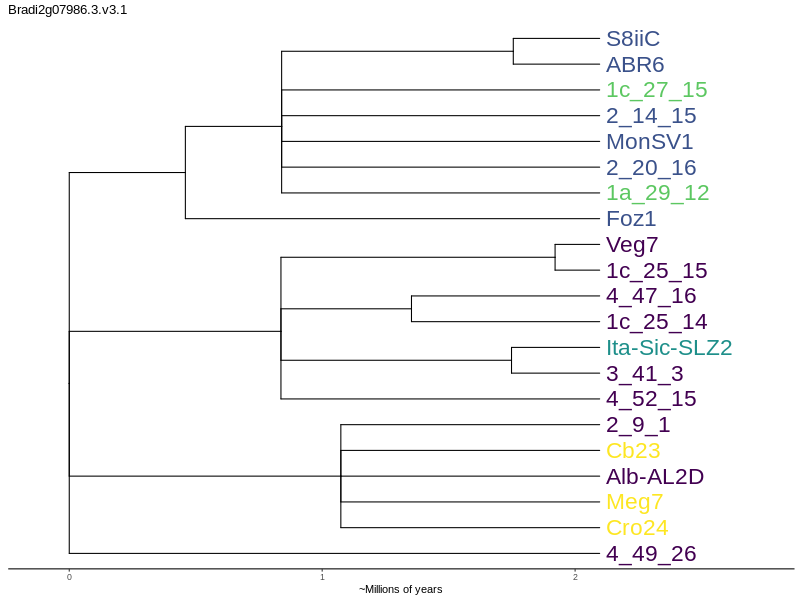 Bradi2g07986.3.v3.1
S8iiC
ABR6
1c_27_15
2_14_15
MonSV1
2_20_16
1a_29_12
Foz1
Veg7
1c_25_15
4_47_16
1c_25_14
Ita-Sic-SLZ2
3_41_3
4_52_15
2_9_1
Cb23
Alb-AL2D
Meg7
Cro24
4_49_26
0 1 2
~Millions of years